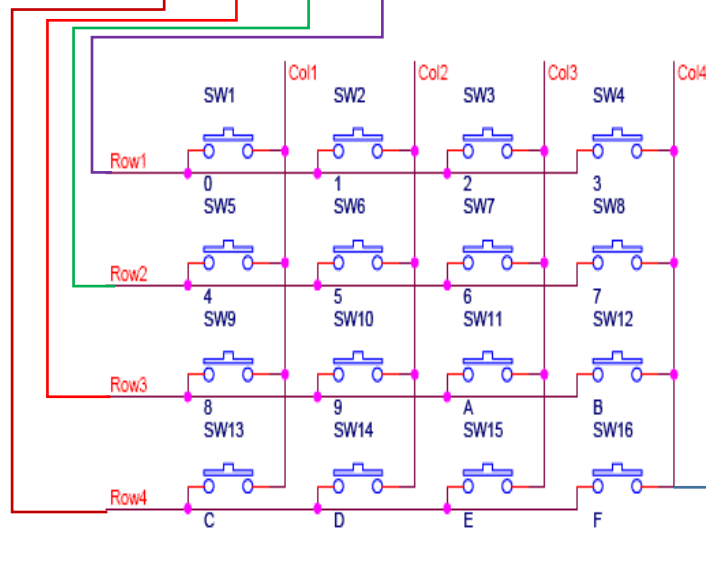 Col1 Col2 Col3 Col4
SW1 SW2 SW3 SW4
Row1
0 1 2 3
SW5 SW6 SW7 SW8
Row2
4 5 6 7
SW9 SW10 SW11 SW12
Row3
8 9 A B
SW13 SW14 SW15 SW16
Row4
C D E F